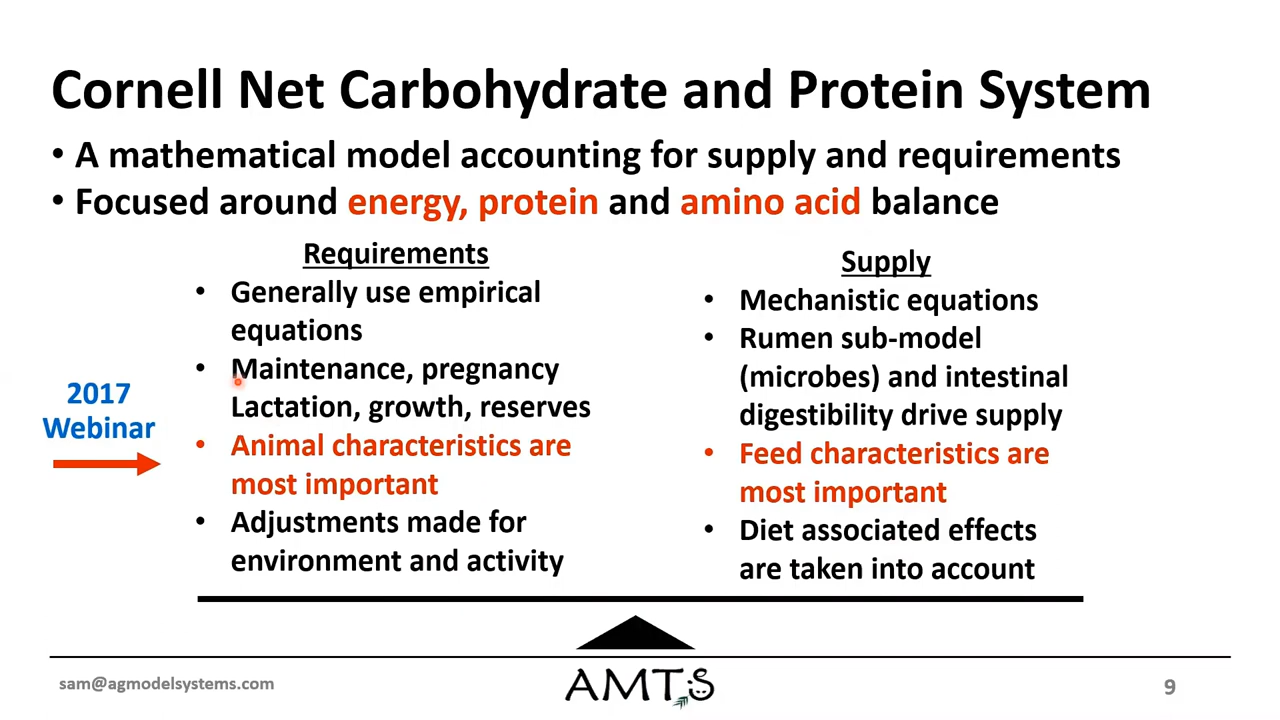 Cornell Net Carbohydrate and Protein System
• A mathematical model accounting for supply and requirements
• Focused around energy, protein and amino acid balance
Requirements
• Generally use empirical
equations
• Maintenance, pregnancy
Lactation, growth, reserves
• Animal characteristics are
most important
• Adjustments made for
environment and activity
2017
Webinar
Supply
• Mechanistic equations
• Rumen sub-model
(microbes) and intestinal
digestibility drive supply
• Feed characteristics are
most important
• Diet associated effects
are taken into account
sam@agmodelsystems.com
AMTS
9